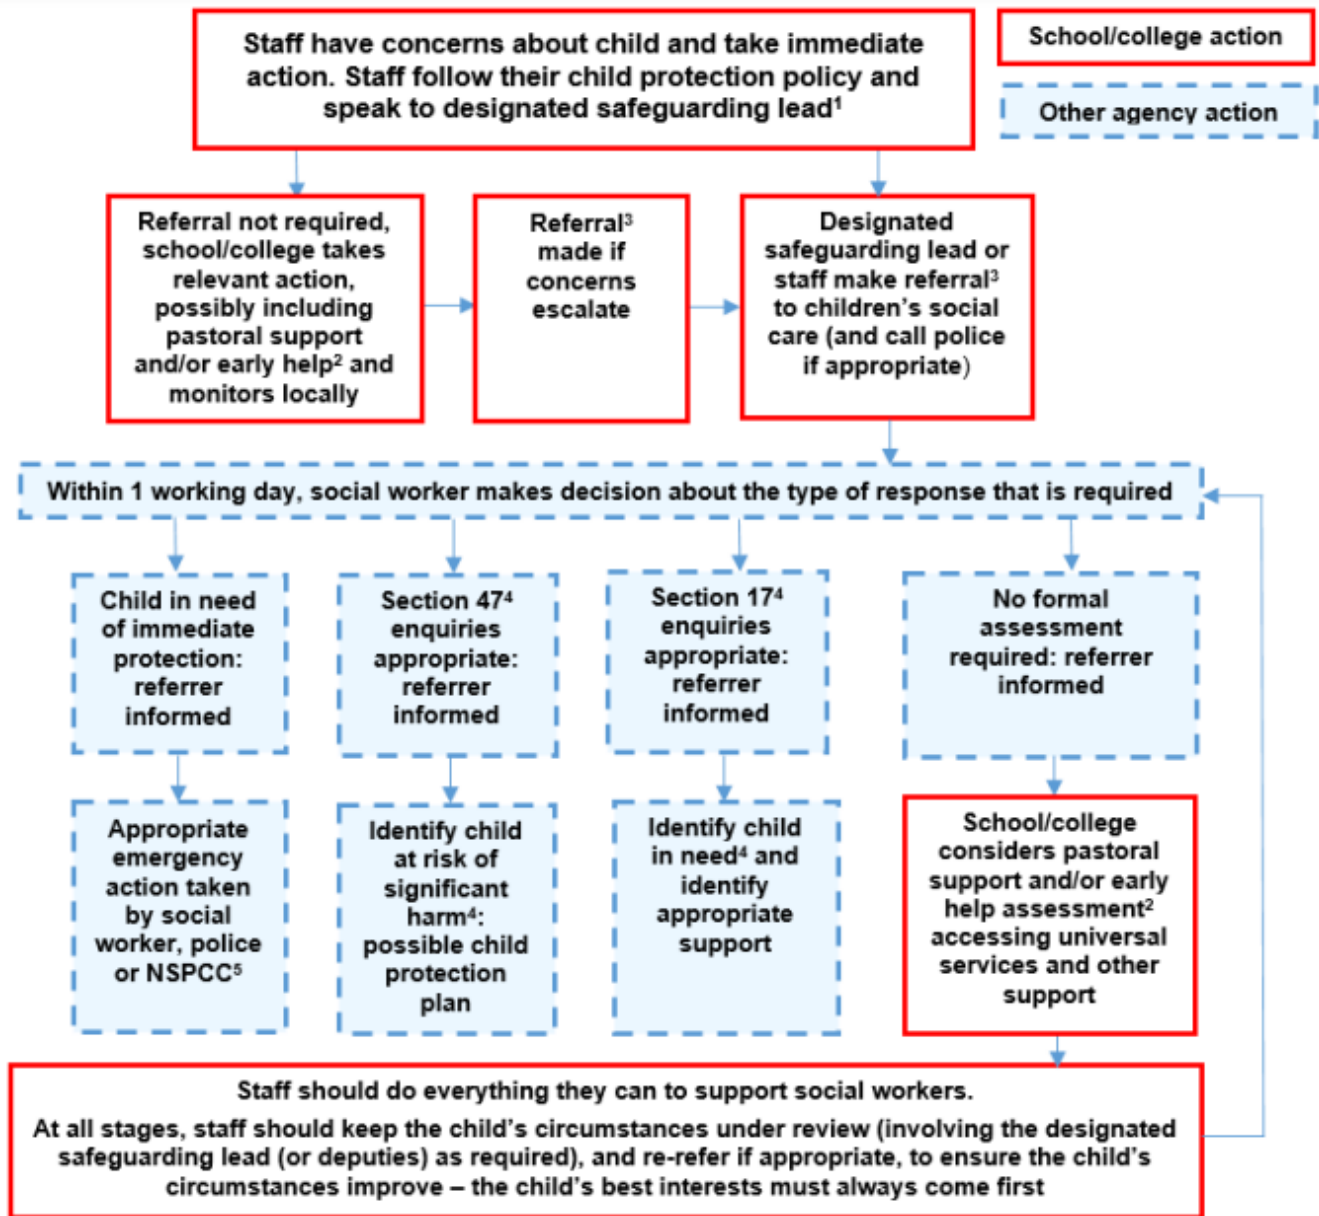 Staff have concerns about child and take immediate
action. Staff follow their child protection policy and
speak to designated safeguarding lead¹
School/college action
Other agency action
Referral not required,
school/college takes
relevant action,
possibly including
pastoral support
and/or early help² and
monitors locally
Referral³
made if
concerns
escalate
Designated
safeguarding lead or
staff make referral³
to children’s social
care (and call police
if appropriate)
Within 1 working day, social worker makes decision about the type of response that is required
Child in need
of immediate
protection:
referrer
informed
Section 47⁴
enquiries
appropriate:
referrer
informed
Section 17⁴
enquiries
appropriate:
referrer
informed
No formal
assessment
required: referrer
informed
Appropriate
emergency
action taken
by social
worker, police
or NSPCC⁵
Identify child
at risk of
significant
harm⁴:
possible child
protection
plan
Identify child
in need⁴ and
identify
appropriate
support
School/college
considers pastoral
support and/or early
help assessment²
accessing universal
services and other
support
Staff should do everything they can to support social workers.
At all stages, staff should keep the child’s circumstances under review (involving the designated
safeguarding lead (or deputies) as required), and re-refer if appropriate, to ensure the child’s
circumstances improve – the child’s best interests must always come first